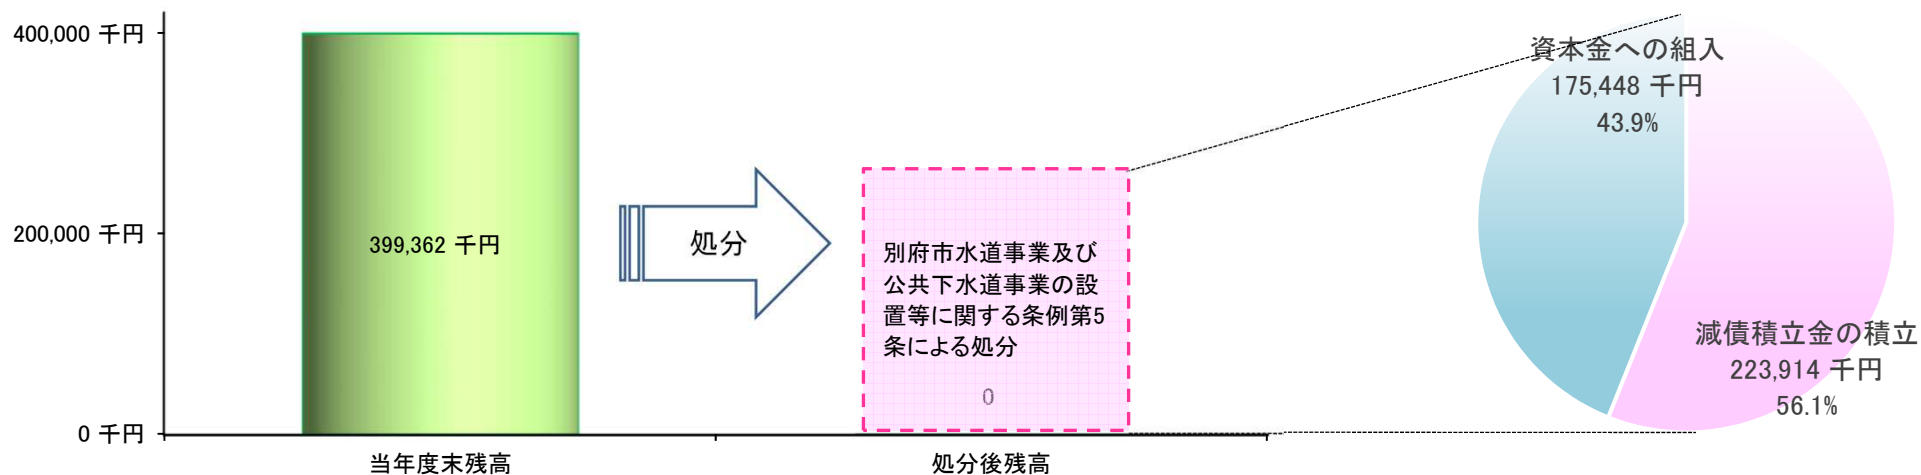 400,000 千円
200,000 千円
0 千円
399,362 千円
当年度末残高
処分
別府市水道事業及び
公共下水道事業の設
置等に関する条例第5
条による処分
0
処分後残高
資本金への組入
175,448 千円
43.9%
減債積立金の積立
223,914 千円
56.1%